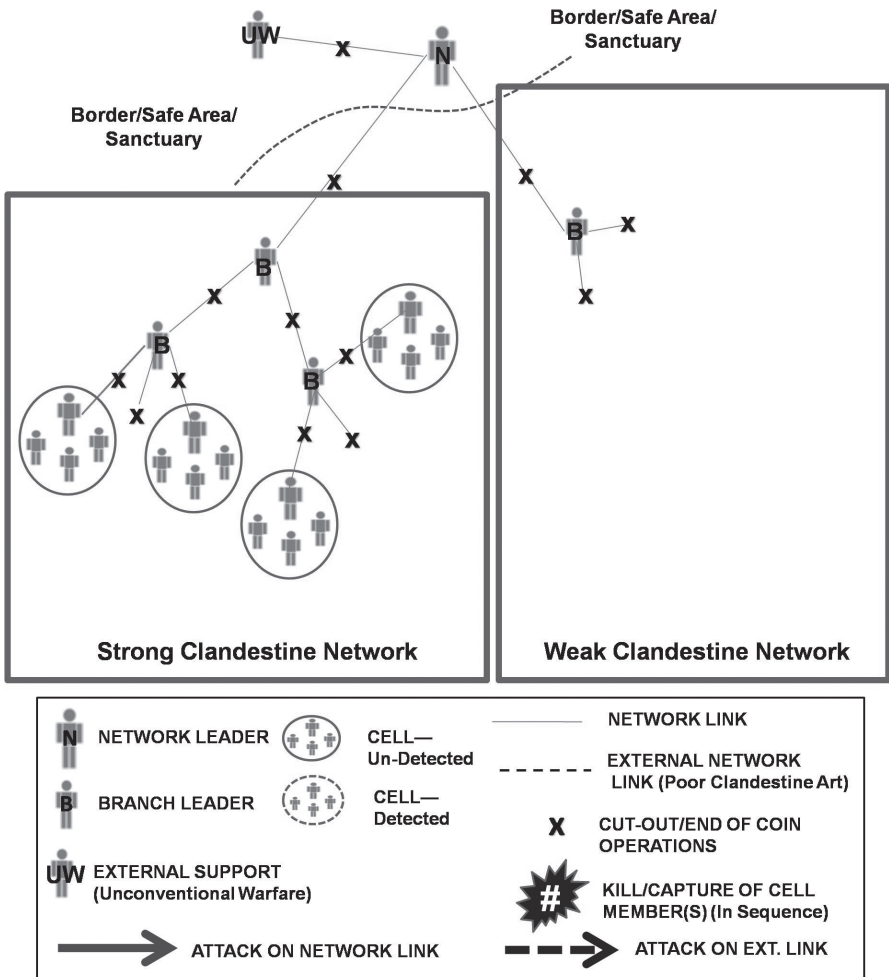 UW
X
N
Border/Safe Area/
Sanctuary
Border/Safe Area/
Sanctuary
X
X
B
X
X
B
X
X
B
X
B
X
X
X
X
X
X
Strong Clandestine Network
Weak Clandestine Network
N NETWORK LEADER
CELL—
Un-Detected
NETWORK LINK
B BRANCH LEADER
CELL—
Detected
EXTERNAL NETWORK
LINK (Poor Clandestine Art)
X CUT-OUT/END OF COIN
OPERATIONS
UW EXTERNAL SUPPORT
(Unconventional Warfare)
# KILL/CAPTURE OF CELL
MEMBER(S) (In Sequence)
ATTACK ON NETWORK LINK
ATTACK ON EXT. LINK